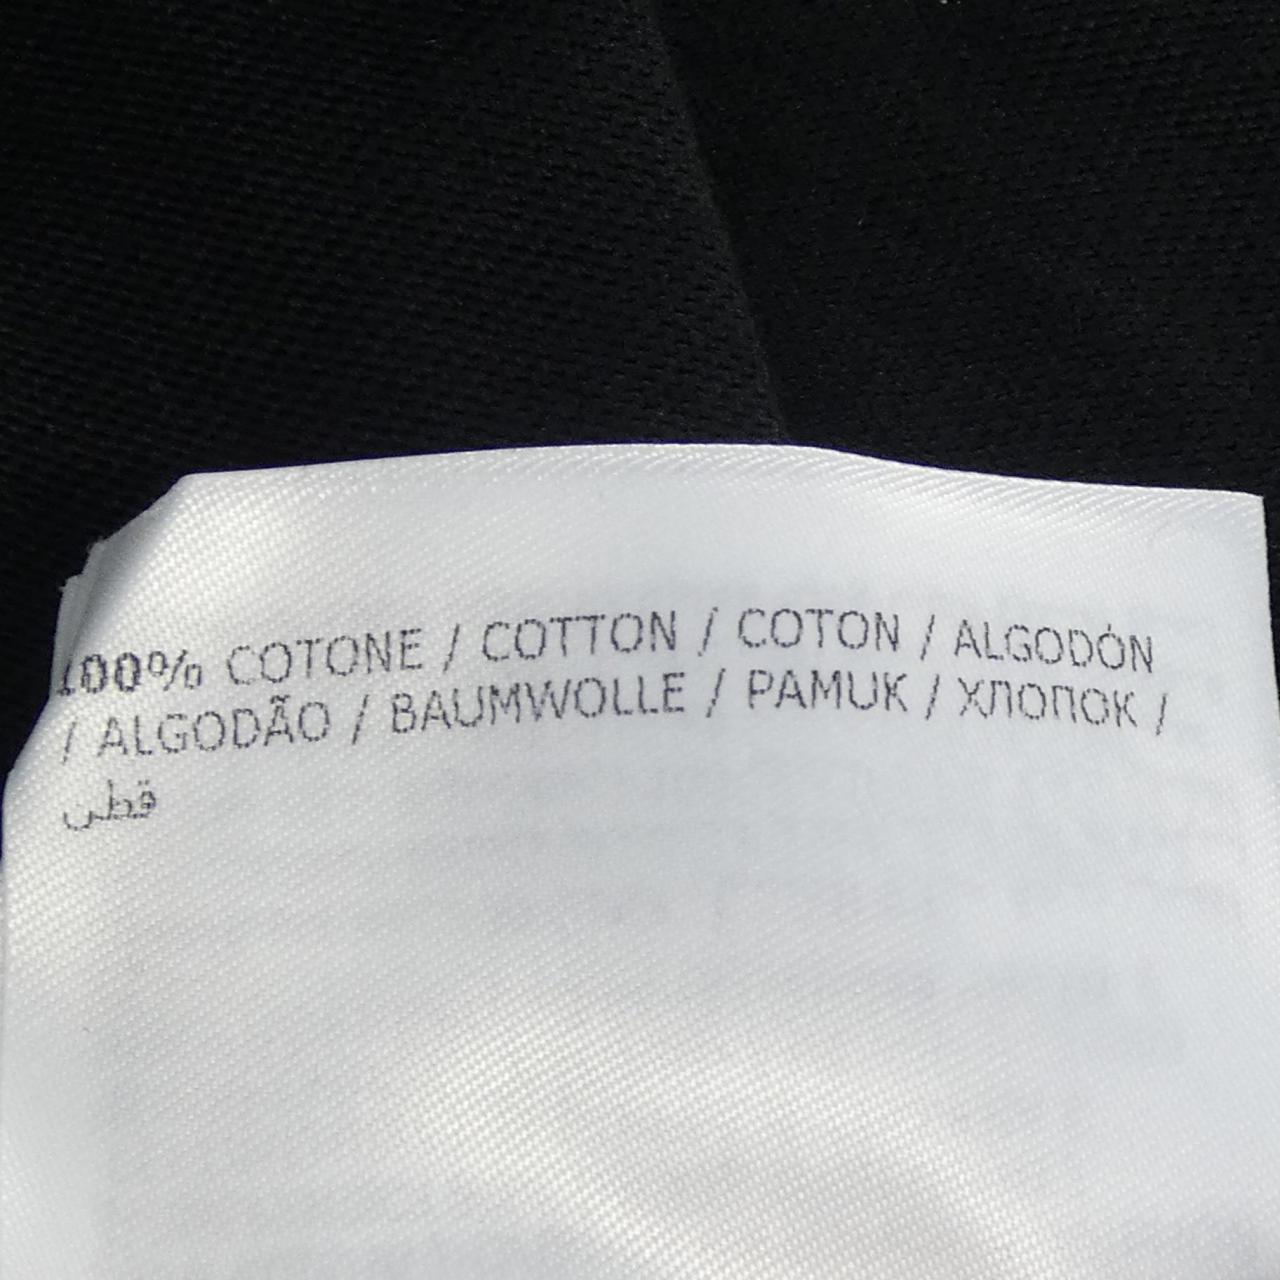 100% COTONE / COTTON / COTON / ALGODÓN
/ ALGODÃO / BAUMWOLLE / PAMUK / ХЛОПОК /
قطن